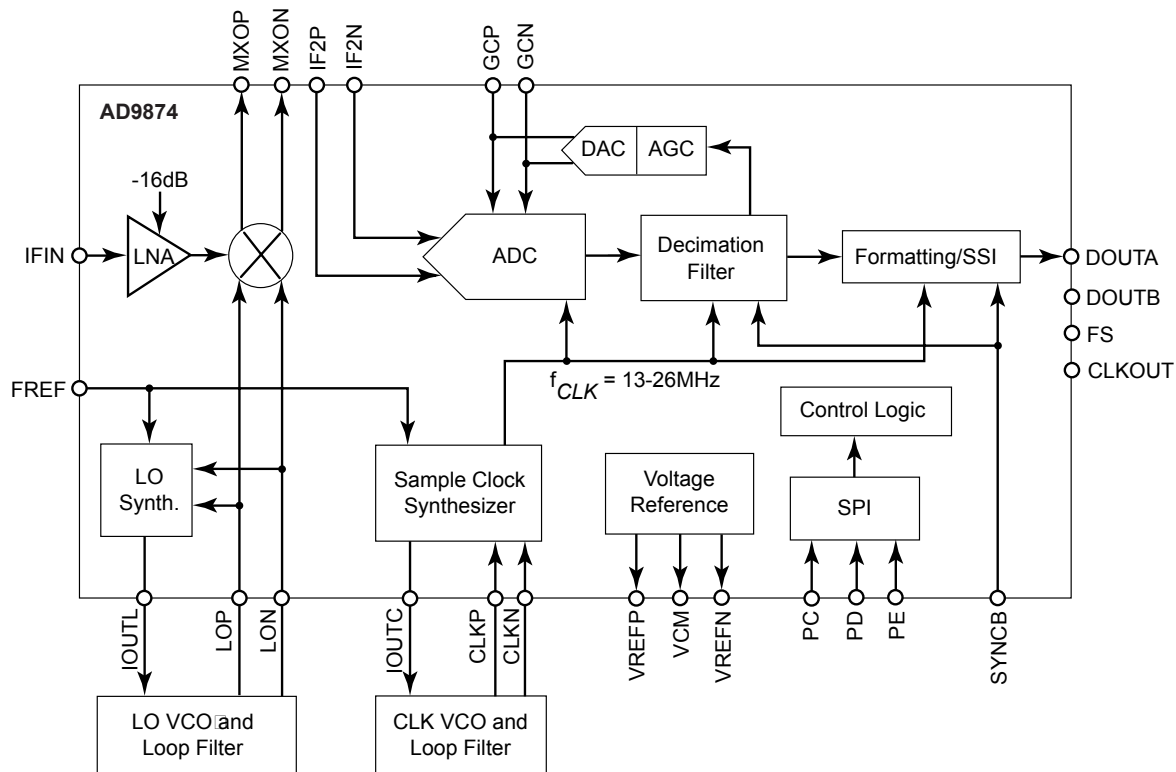 MXOP
MXON
IF2P
IF2N
GCP
GCN
AD9874
DAC
AGC
-16dB
IFIN
LNA
ADC
Decimation
Filter
Formatting/SSI
DOUTA
DOUTB
FS
CLKOUT
FREF
fCLK = 13-26MHz
Control Logic
LO
Synth.
Sample Clock
Synthesizer
Voltage
Reference
SPI
IOUTL
LOP
LON
IOUTC
CLKP
CLKN
VREFP
VCM
VREFN
PC
PD
PE
SYNCB
LO VCO and
Loop Filter
CLK VCO and
Loop Filter